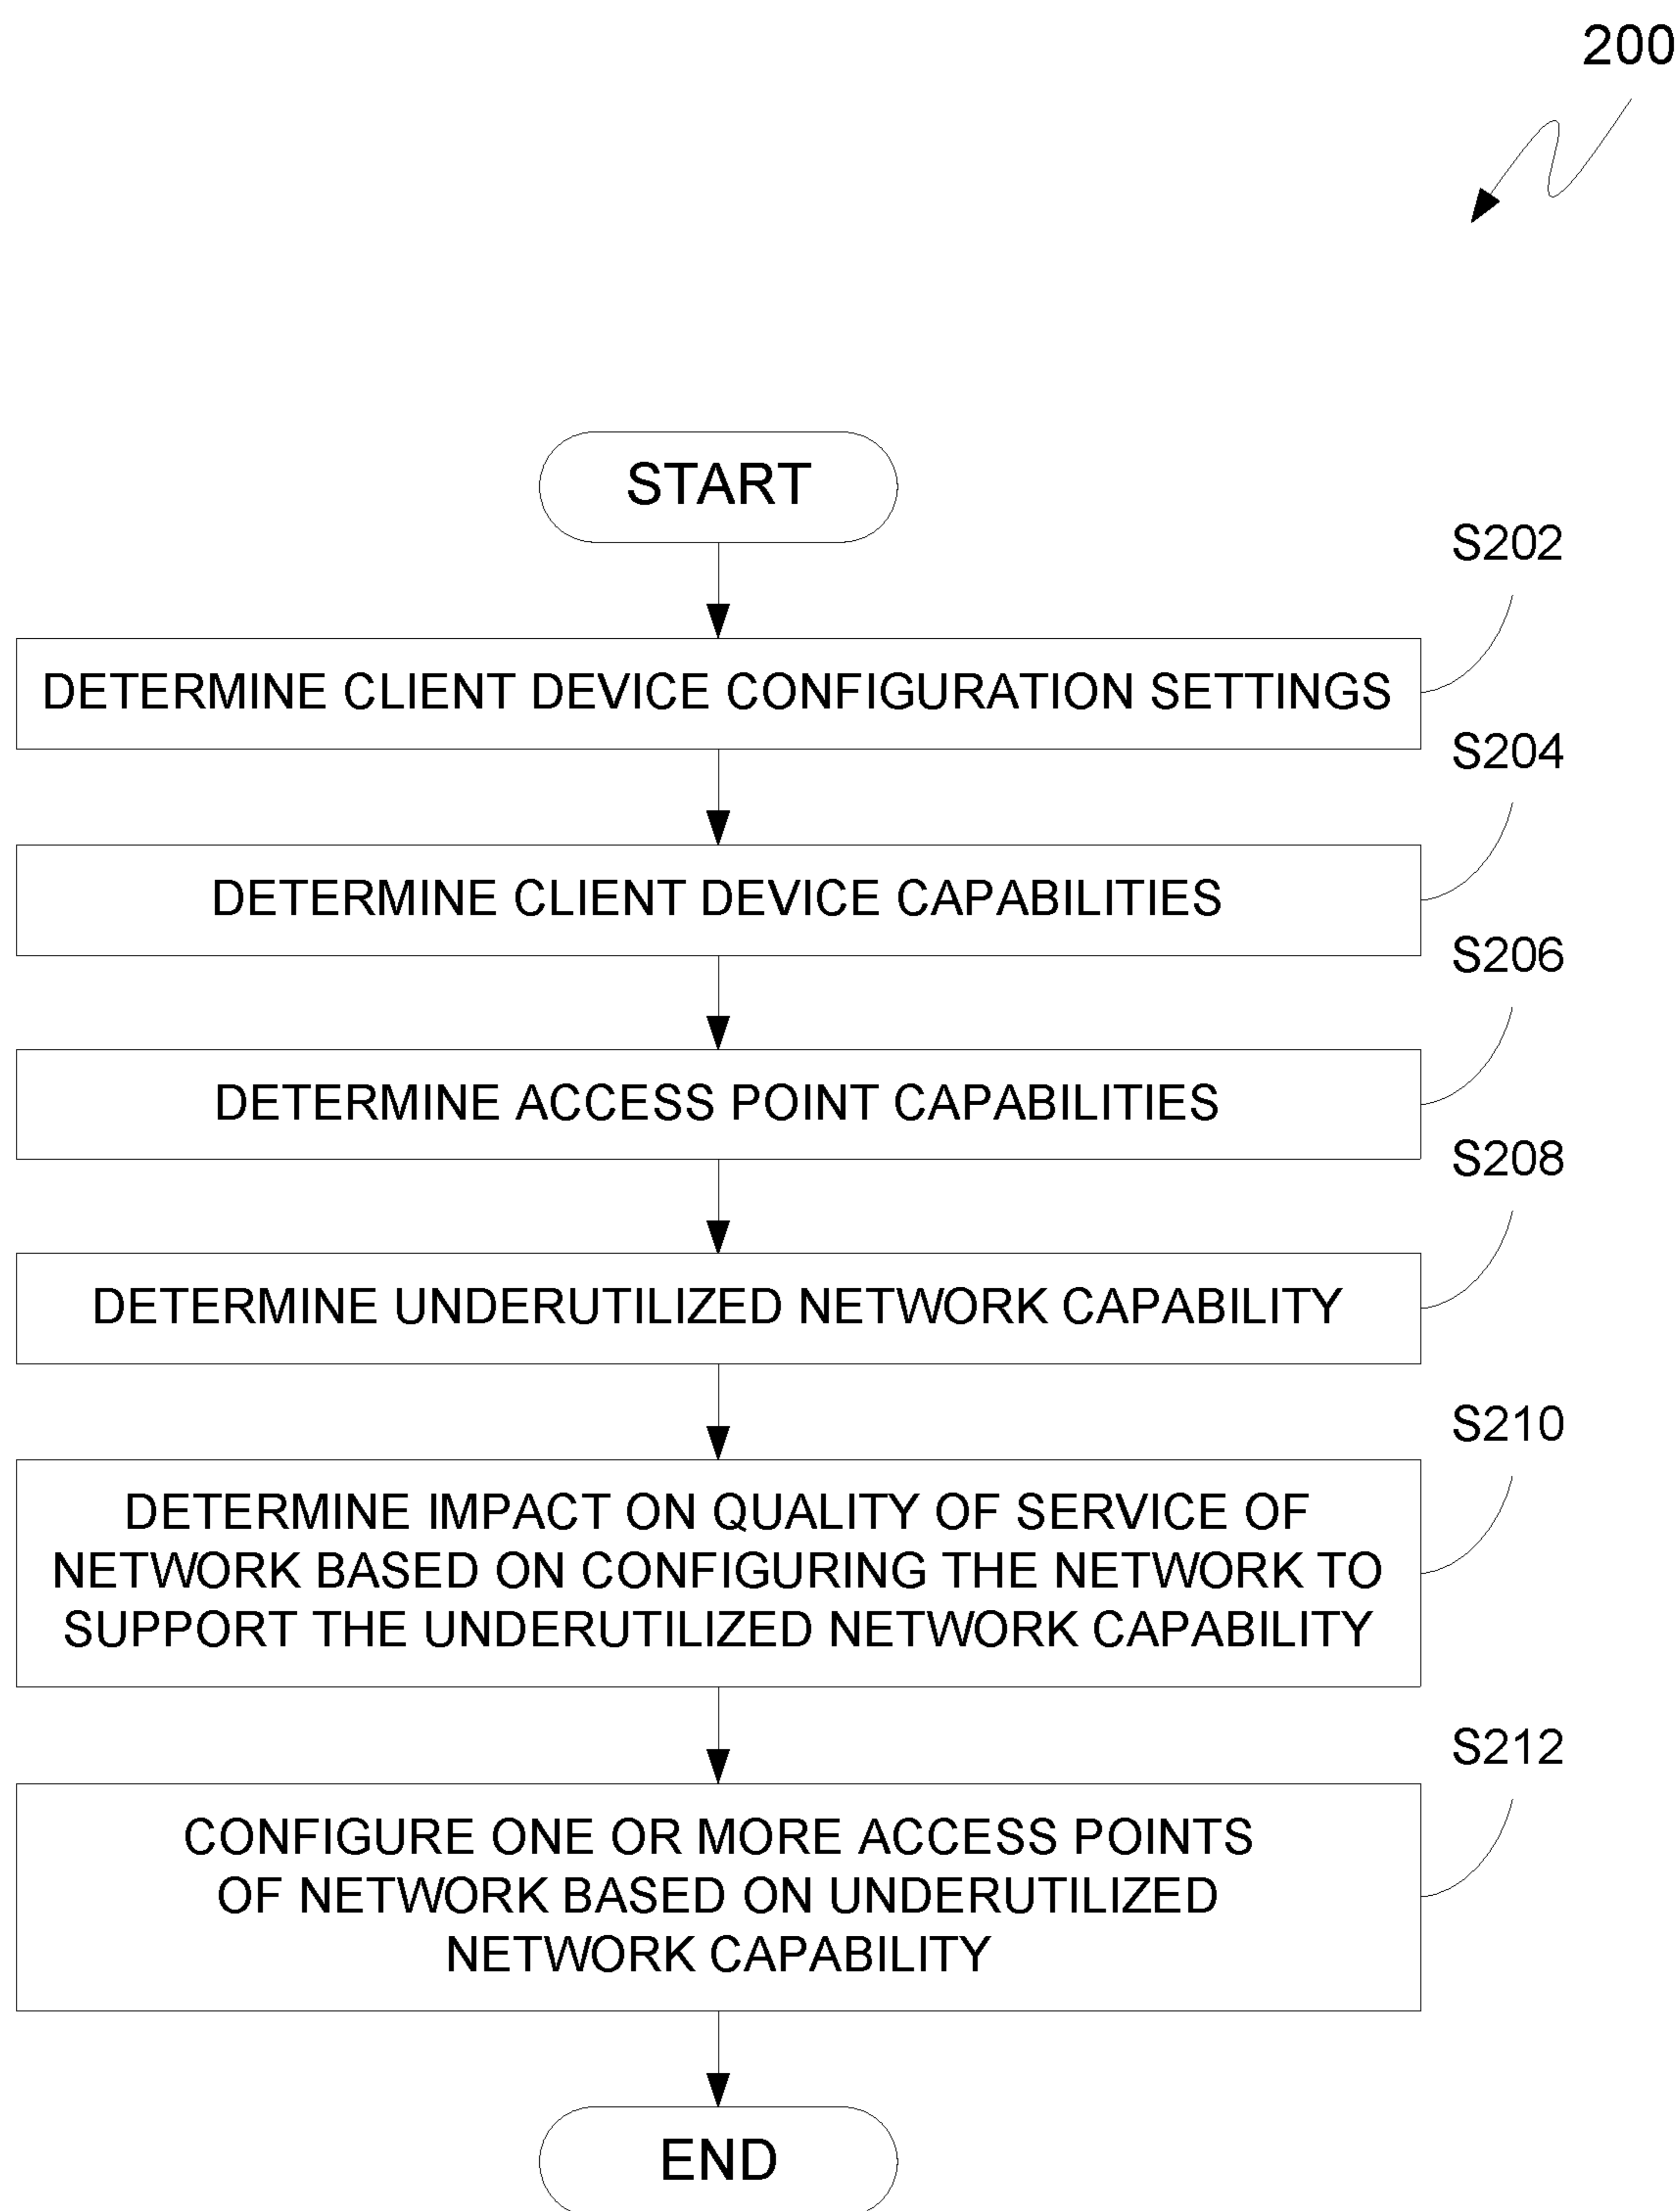 200
START
S202
DETERMINE CLIENT DEVICE CONFIGURATION SETTINGS
S204
DETERMINE CLIENT DEVICE CAPABILITIES
S206
DETERMINE ACCESS POINT CAPABILITIES
S208
DETERMINE UNDERUTILIZED NETWORK CAPABILITY
S210
DETERMINE IMPACT ON QUALITY OF SERVICE OF
NETWORK BASED ON CONFIGURING THE NETWORK TO
SUPPORT THE UNDERUTILIZED NETWORK CAPABILITY
S212
CONFIGURE ONE OR MORE ACCESS POINTS
OF NETWORK BASED ON UNDERUTILIZED
NETWORK CAPABILITY
END